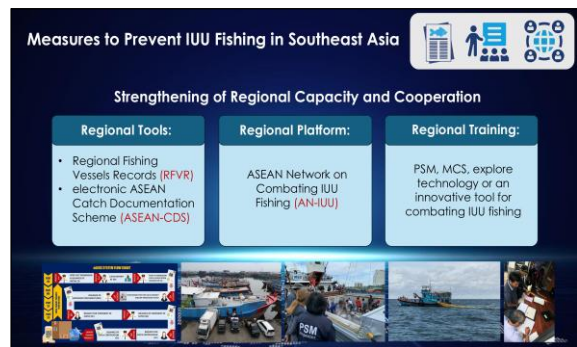 Measures to Prevent IUU Fishing in Southeast Asia
Strengthening of Regional Capacity and Cooperation
Regional Tools:
• Regional Fishing
Vessels Records (RFVR)
• electronic ASEAN
Catch Documentation
Scheme (ASEAN-CDS)
Regional Platform:
ASEAN Network on
Combating IUU
Fishing (AN-IUU)
Regional Training:
PSM, MCS, explore
technology or an
innovative tool for
combating IUU fishing
PSM